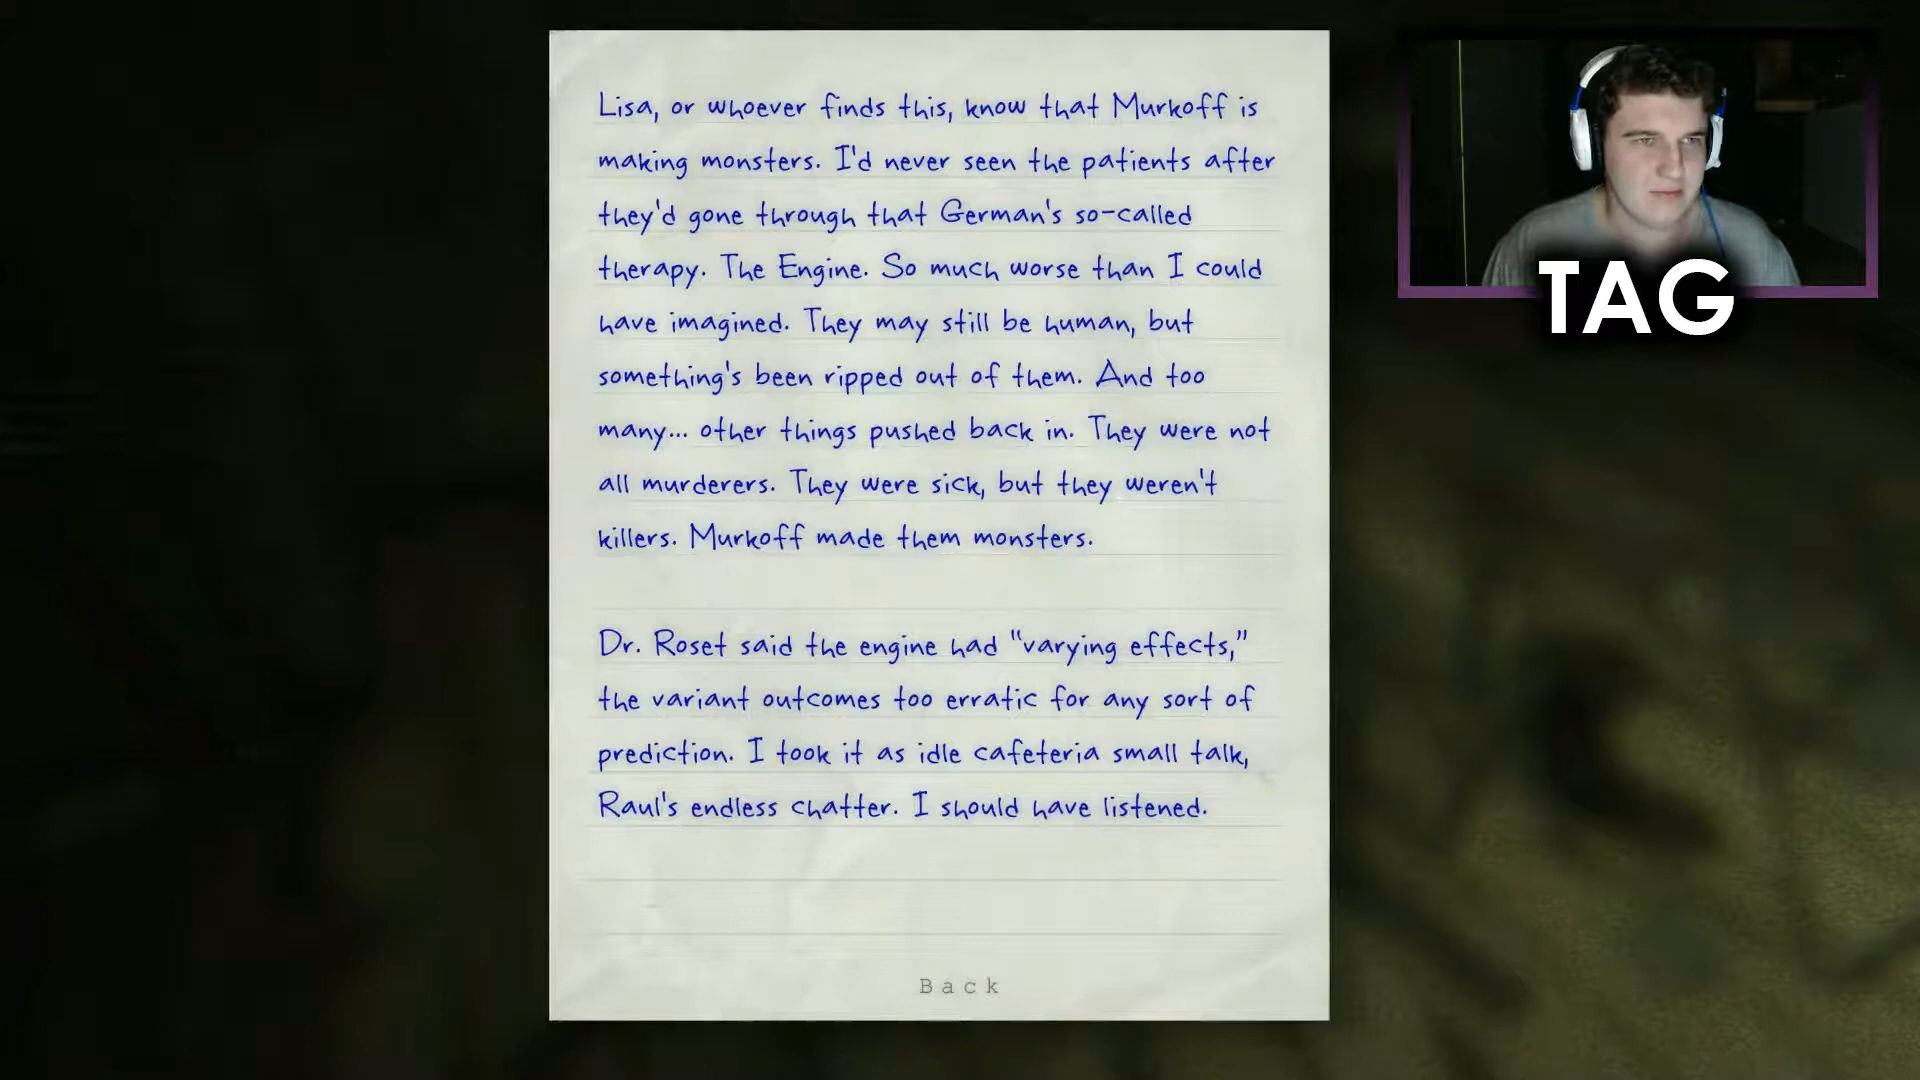 Lisa, or whoever finds this, know that Murkoff is
making monsters. I'd never seen the patients after
they'd gone through that German's so-called
therapy. The Engine. So much worse than I could
have imagined. They may still be human, but
something's been ripped out of them. And too
many... other things pushed back in. They were not
all murderers. They were sick, but they weren't
killers. Murkoff made them monsters.
Dr. Roset said the engine had "varying effects,"
the variant outcomes too erratic for any sort of
prediction. I took it as idle cafeteria small talk,
Raul's endless chatter. I should have listened.
Back
TAG